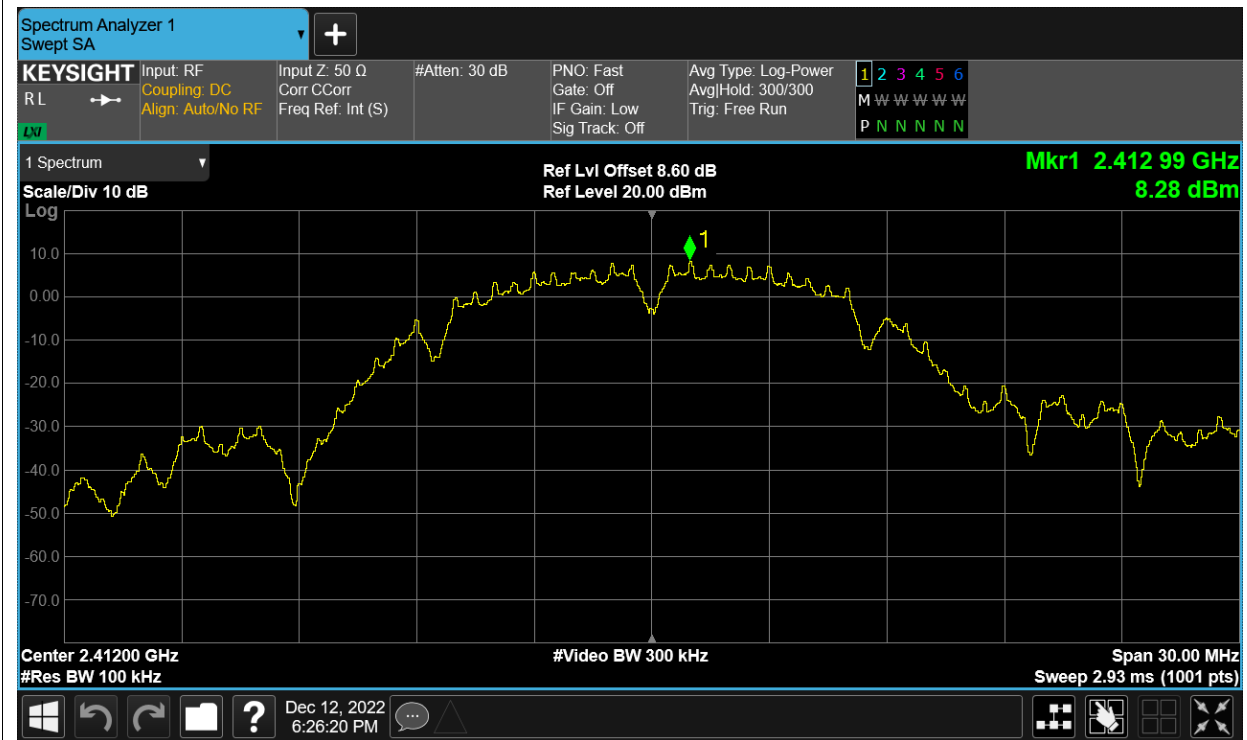 Spectrum Analyzer 1
Swept SA
KEYSIGHT
R L
LXI
Input: RF
Coupling: DC
Align: Auto/No RF
Input Z: 50 Ω
Corr CCorr
Freq Ref: Int (S)
#Atten: 30 dB
PNO: Fast
Gate: Off
IF Gain: Low
Sig Track: Off
Avg Type: Log-Power
Avg|Hold: 300/300
Trig: Free Run
1 2 3 4 5 6
M W W W W W
P N N N N N
1 Spectrum
Scale/Div 10 dB
Log
Ref Lvl Offset 8.60 dB
Ref Level 20.00 dBm
Mkr1 2.412 99 GHz
8.28 dBm
1
10.0
0.00
-10.0
-20.0
-30.0
-40.0
-50.0
-60.0
-70.0
Center 2.41200 GHz
#Res BW 100 kHz
#Video BW 300 kHz
Span 30.00 MHz
Sweep 2.93 ms (1001 pts)
?
Dec 12, 2022
6:26:20 PM